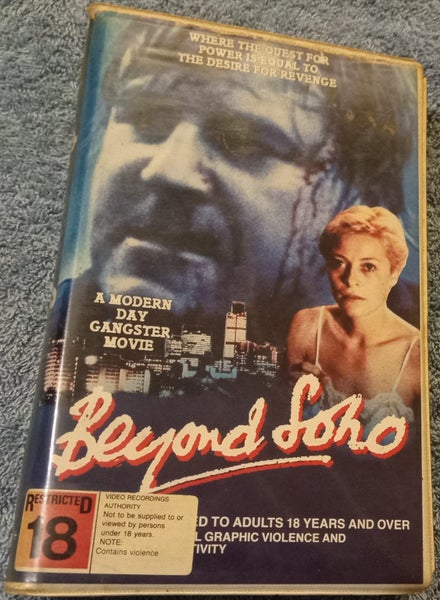 WHERE THE QUEST FOR
POWER IS EQUAL TO
THE DESIRE FOR REVENGE
A MODERN
DAY
GANGSTER
MOVIE
Beyond Soho
RESTRICTED
18
VIDEO RECORDINGS
AUTHORITY
Not to be supplied to or
viewed by persons
under 18 years.
NOTE:
Contains violence
ED TO ADULTS 18 YEARS AND OVER
L GRAPHIC VIOLENCE AND
TIVITY